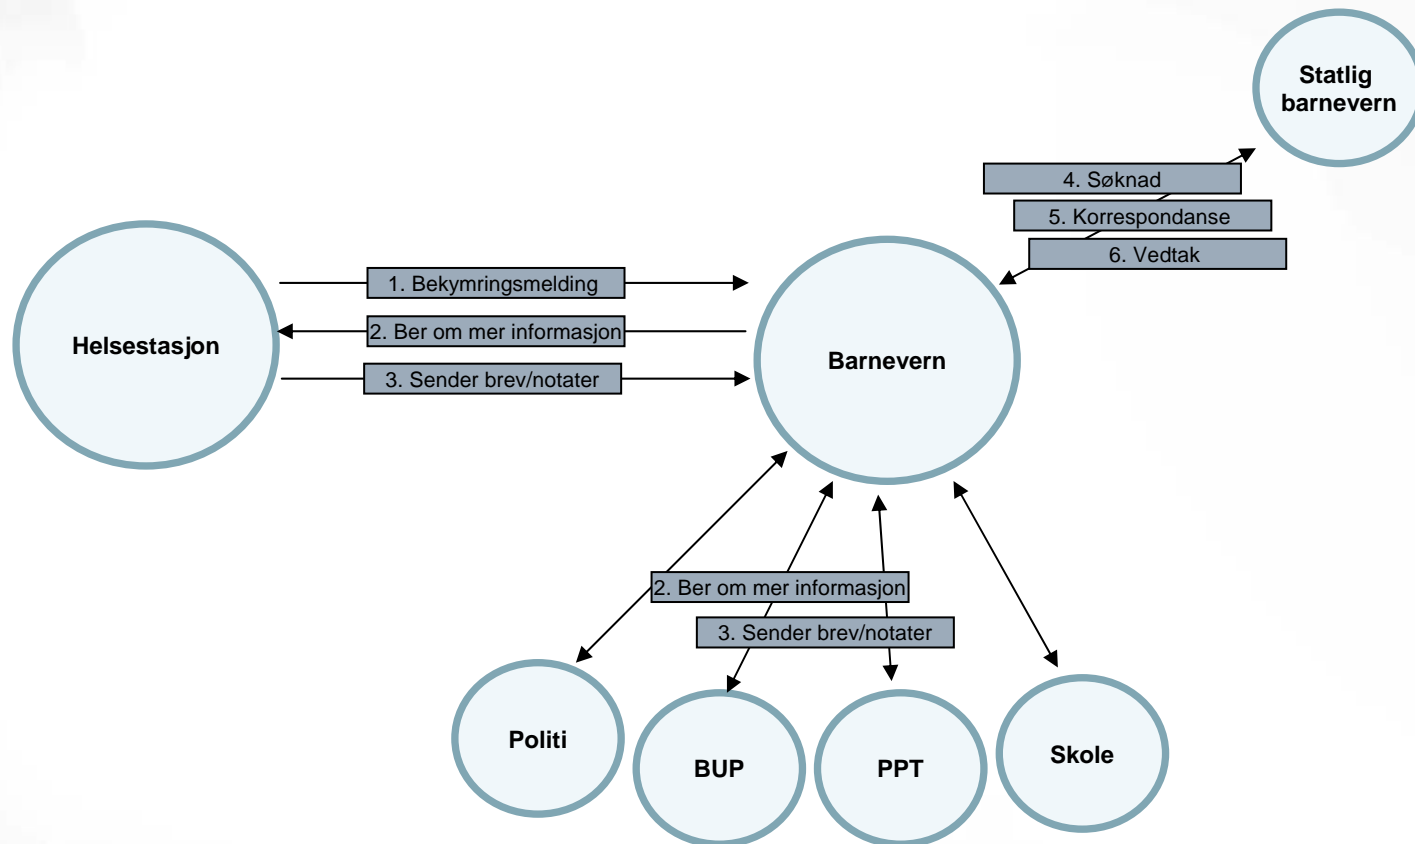 Statlig
barnevern
4. Søknad
5. Korrespondanse
6. Vedtak
1. Bekymringsmelding
2. Ber om mer informasjon
3. Sender brev/notater
Helsestasjon
Barnevern
2. Ber om mer informasjon
3. Sender brev/notater
Politi
BUP
PPT
Skole